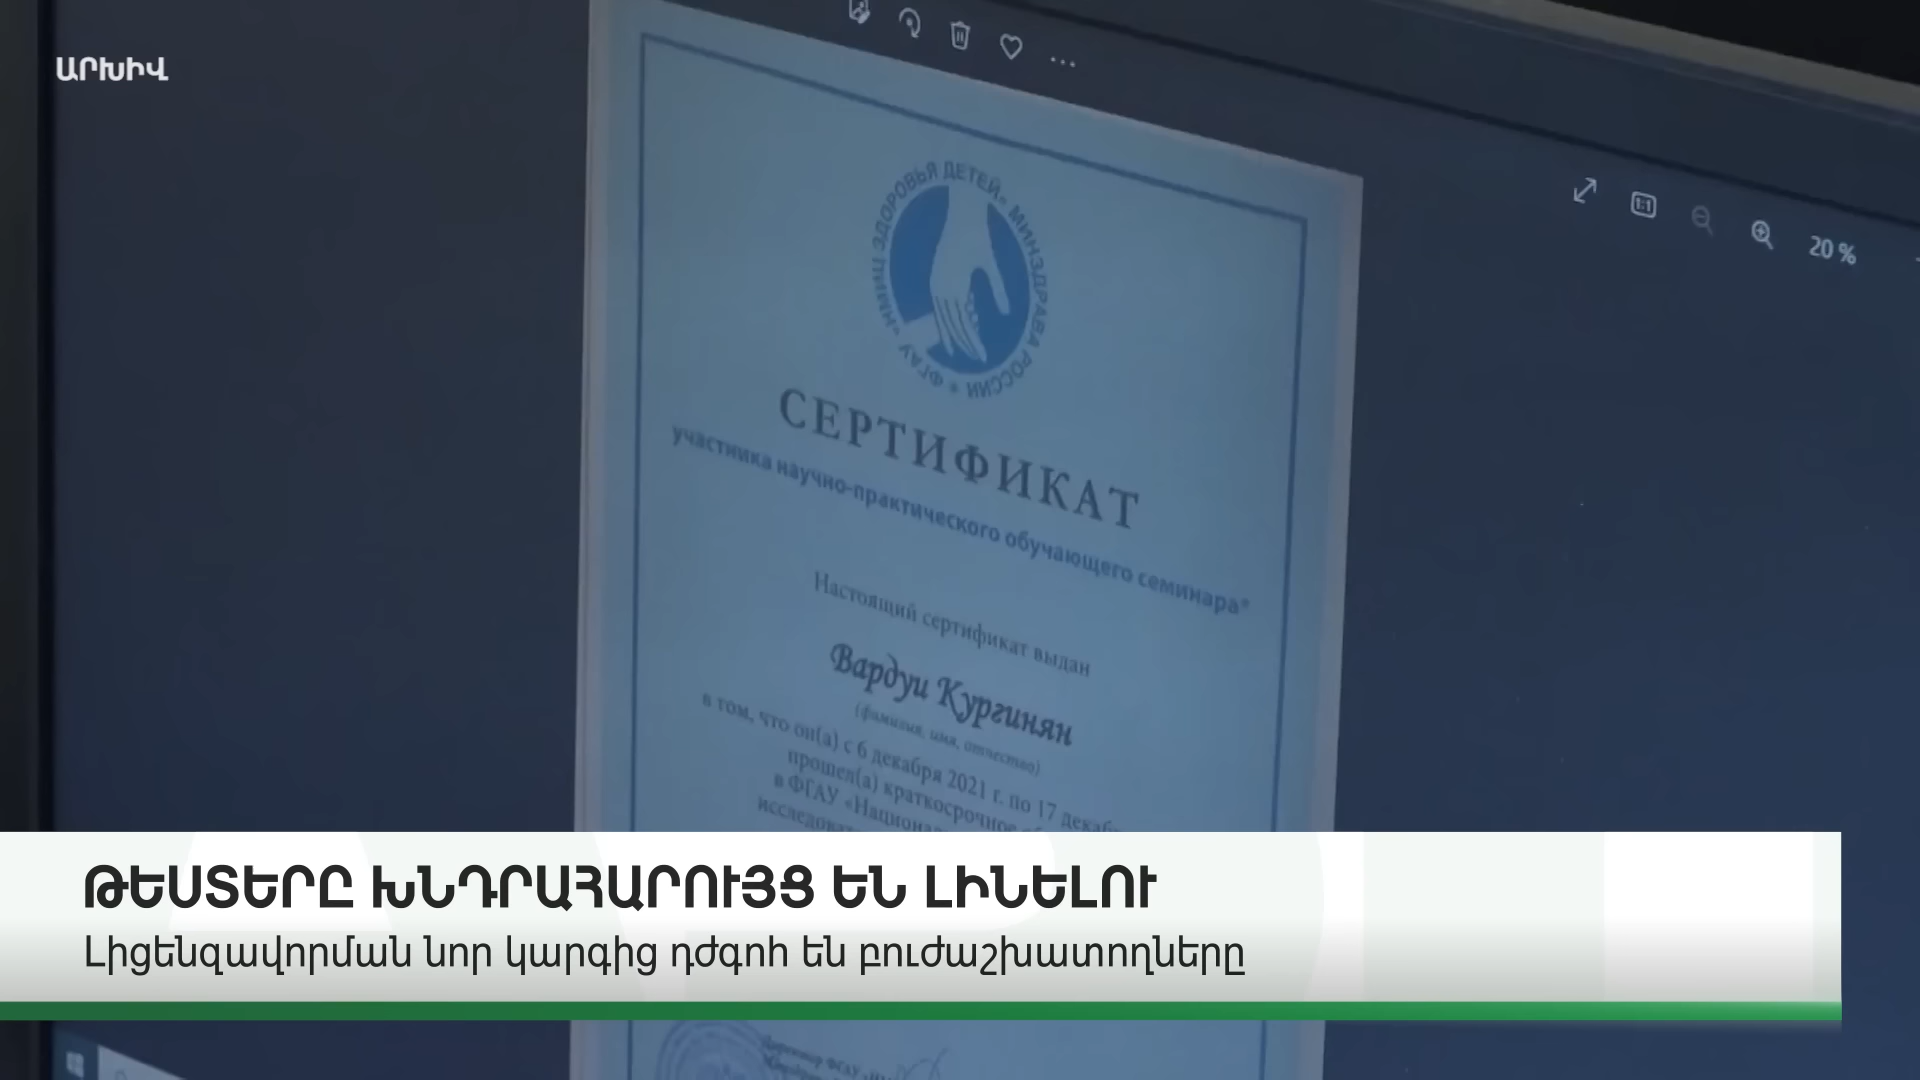 ԱՐԽԻՎ
20 %
ФГАУ «НМИЦ ЗДОРОВЬЯ ДЕТЕЙ» МИНЗДРАВА РОССИИ *
СЕРТИФИКАТ
участника научно-практического обучающего семинара*
Настоящий сертификат выдан
Вардуи Кургинян
(фамилия, имя, отчество)
в том, что он(а) с 6 декабря 2021 г. по 17
прошел(а) краткосрочное
в ФГАУ
ԹԵՍՏԵՐԸ ԽՆԴՐԱՀԱՐՈՒՅՑ ԵՆ ԼԻՆԵԼՈՒ
Լիցենզավորման նոր կարգից դժգոհ են բուժաշխատողները